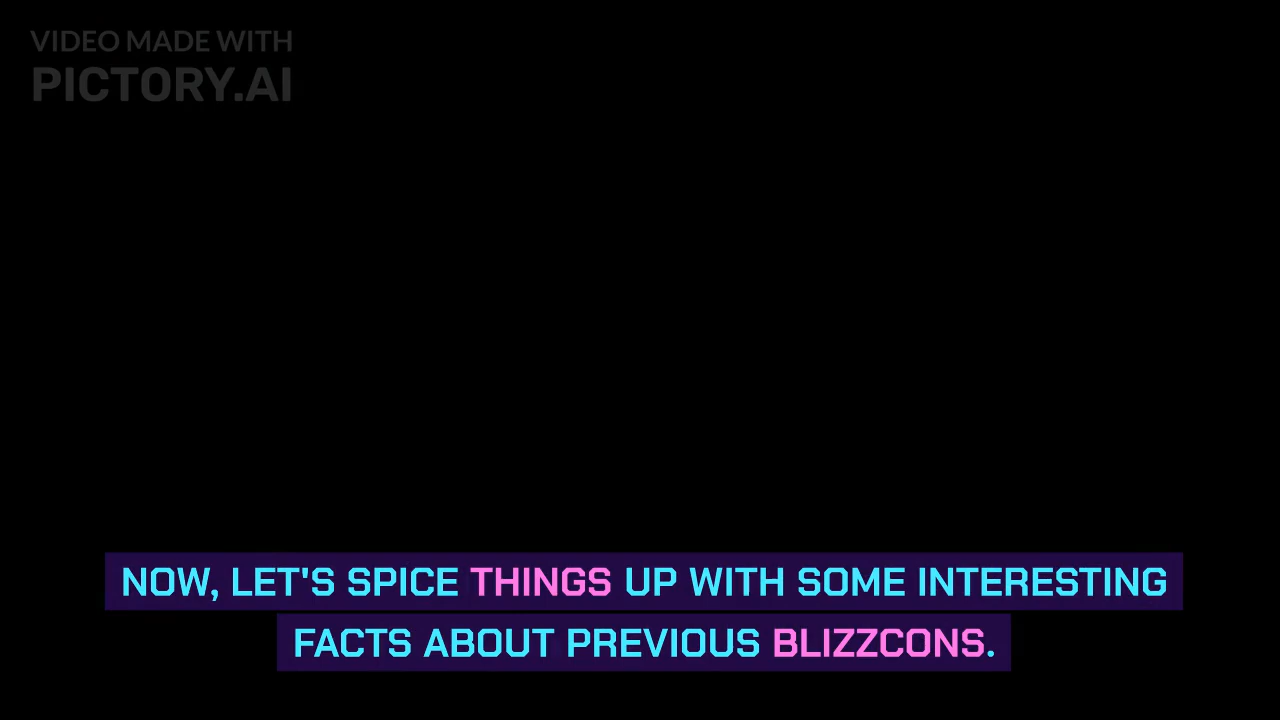 VIDEO MADE WITH
PICTORY.AI
NOW, LET'S SPICE THINGS UP WITH SOME INTERESTING
FACTS ABOUT PREVIOUS BLIZZCONS.